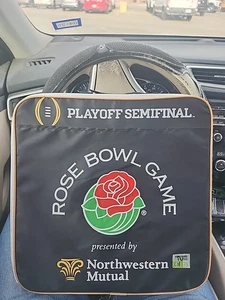 PLAYOFF SEMIFINAL
ROSE BOWL GAME
®
presented by
Northwestern
Mutual